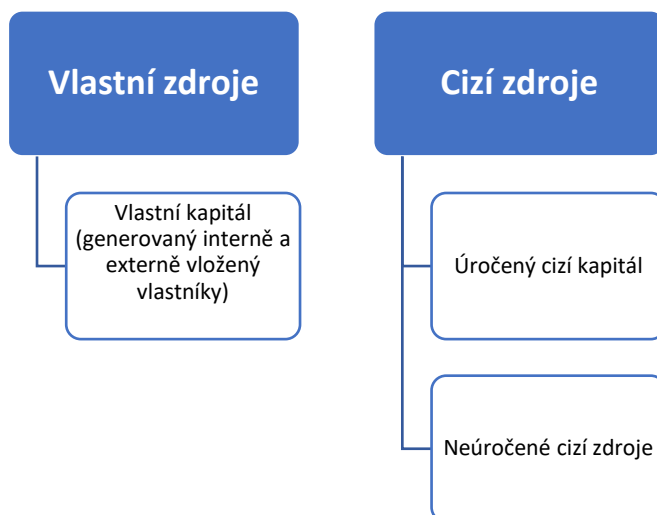 Vlastní zdroje
Vlastní kapitál
(generovaný interně a
externě vložený
vlastníky)
Cizí zdroje
Úročený cizí kapitál
Neúročené cizí zdroje